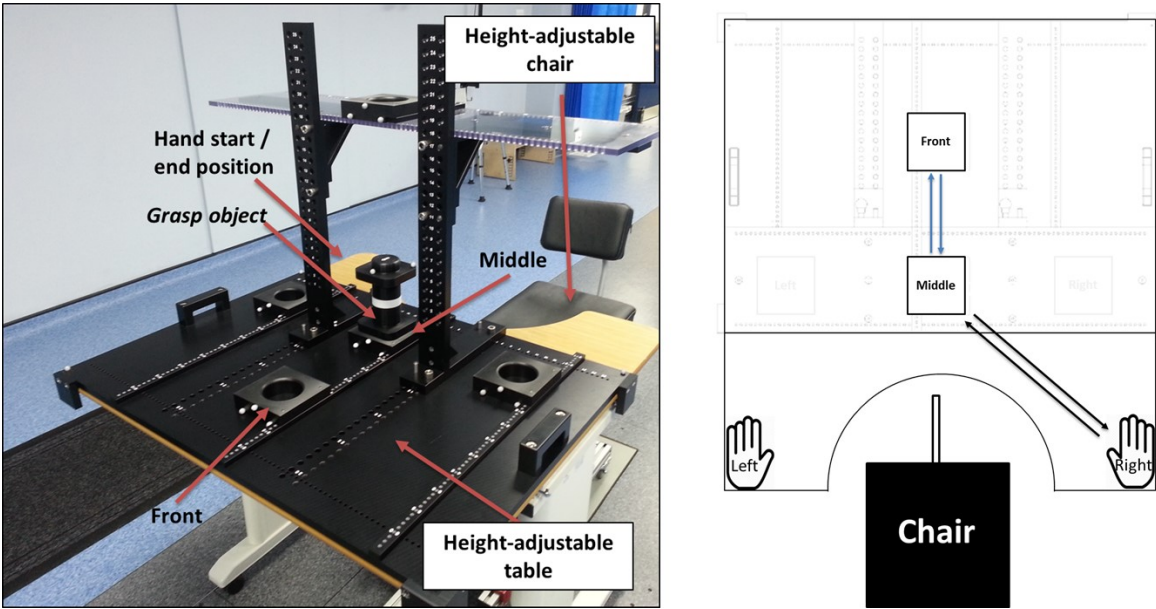 Height-adjustable
chair
Hand start /
end position
Grasp object
Middle
Front
Height-adjustable
table
Front
Middle
Left
Right
Left
Right
Chair